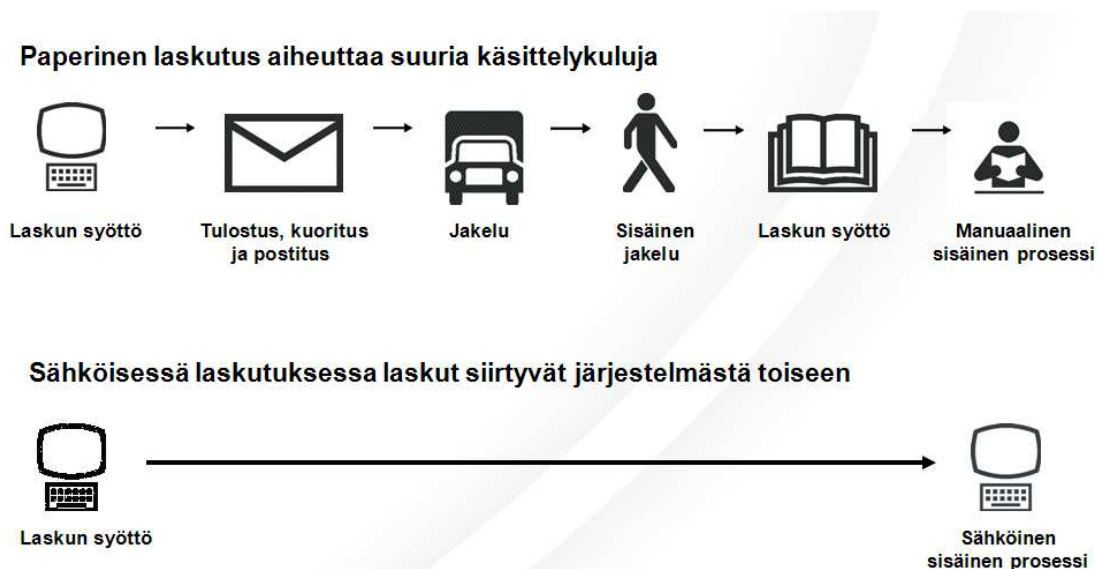 Paperinen laskutus aiheuttaa suuria käsittelykuluja
Laskun syöttö
Tulostus, kuoritus
ja postitus
Jakelu
Sisäinen
jakelu
Laskun syöttö
Manuaalinen
sisäinen prosessi
Sähköisessä laskutuksessa laskut siirtyvät järjestelmästä toiseen
Laskun syöttö
Sähköinen
sisäinen prosessi